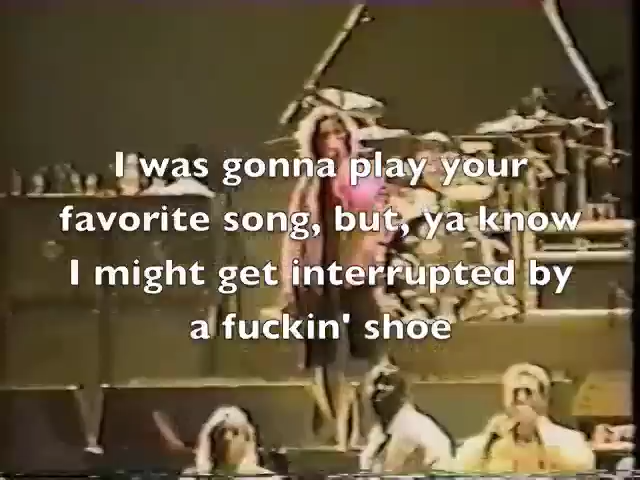 I was gonna play your
favorite song, but, ya know
I might get interrupted by
a fuckin' shoe